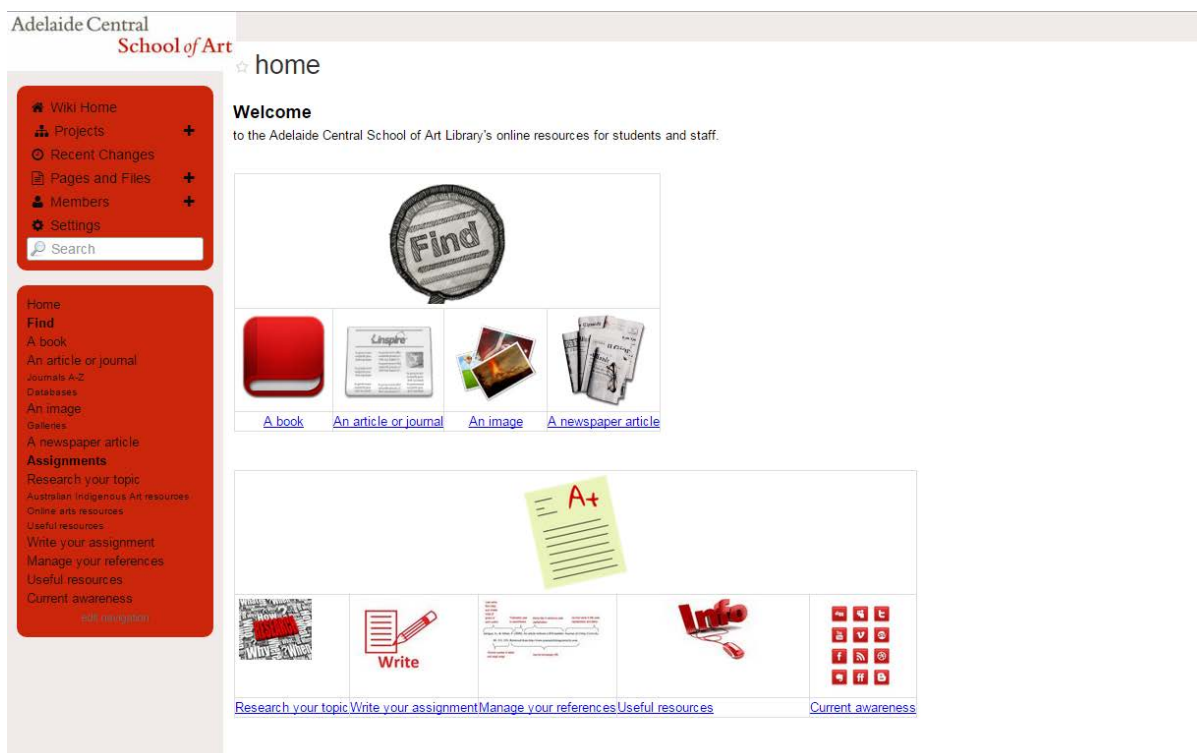 Adelaide Central
School of Art
home
Wiki Home
Projects
Recent Changes
Pages and Files
Members
Settings
Search
Home
Find
A book
An article or journal
Journals A-Z
Databases
An image
Galleries
A newspaper article
Assignments
Research your topic
Australian Indigenous Art resources
Online arts resources
Useful resources
Write your assignment
Manage your references
Useful resources
Current awareness
edit navigation
Welcome
to the Adelaide Central School of Art Library's online resources for students and staff.
Find
Linspire
A book An article or journal An image A newspaper article
A+
How?
RESEARCH
Why
Write
Info
Research your topic Write your assignment Manage your references Useful resources Current awareness